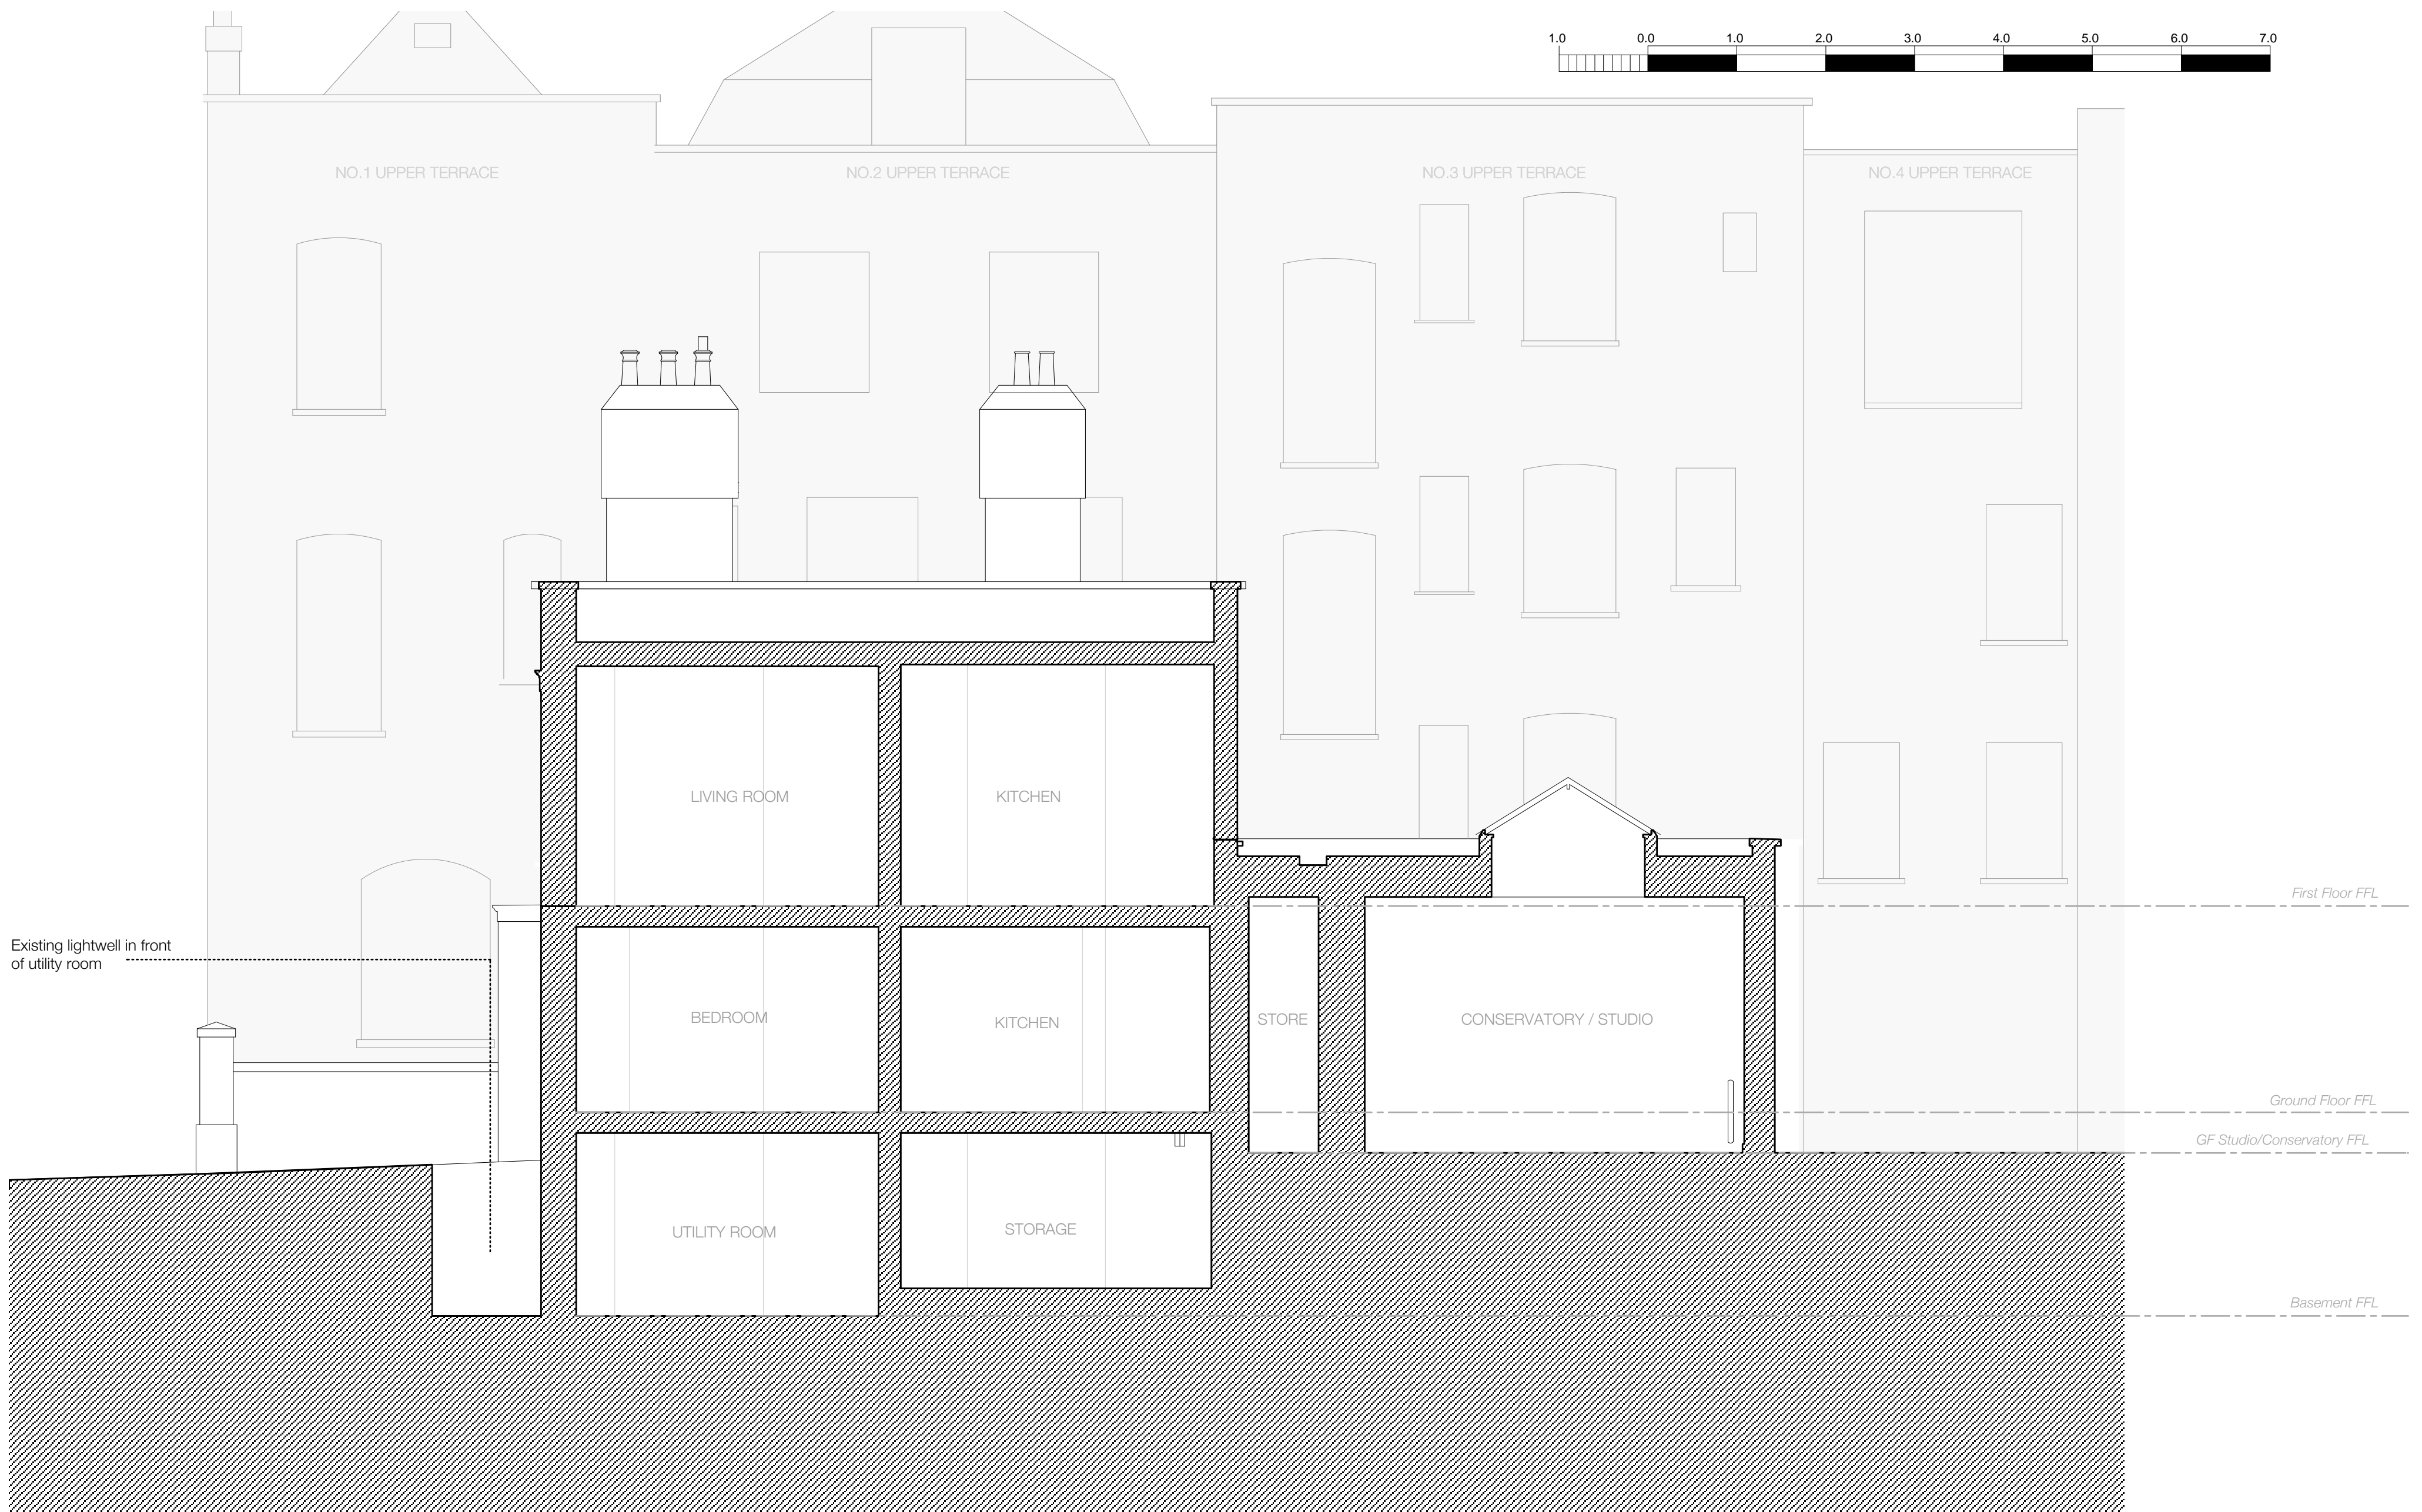 1.0 0.0 1.0 2.0 3.0 4.0 5.0 6.0 7.0
NO.1 UPPER TERRACE
NO.2 UPPER TERRACE
NO.3 UPPER TERRACE
NO.4 UPPER TERRACE
LIVING ROOM
KITCHEN
First Floor FFL
Existing lightwell in front
of utility room
BEDROOM
KITCHEN
STORE
CONSERVATORY / STUDIO
Ground Floor FFL
GF Studio/Conservatory FFL
UTILITY ROOM
STORAGE
Basement FFL